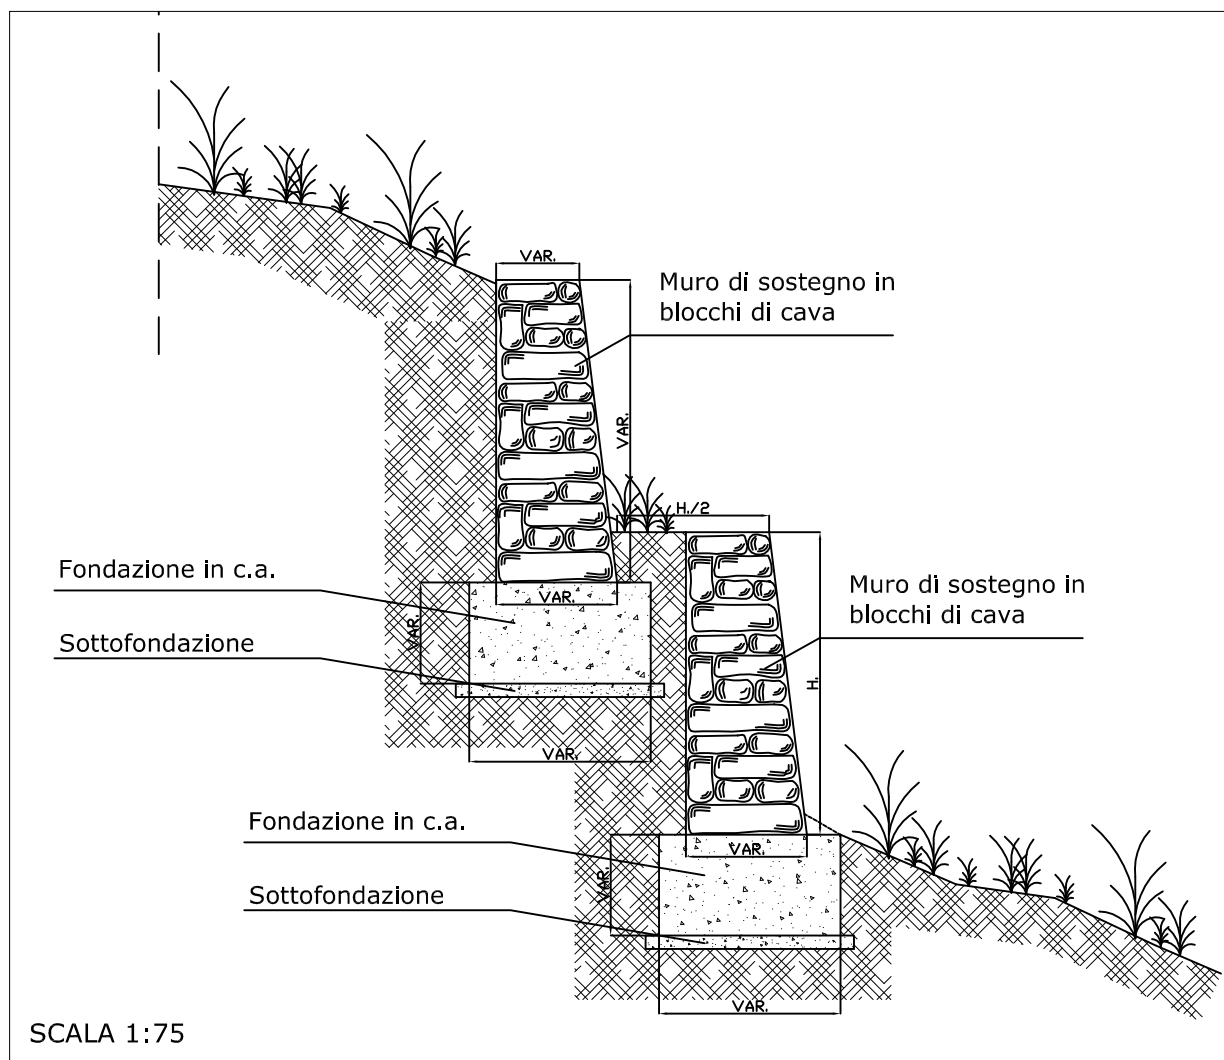 VAR.
Muro di sostegno in
blocchi di cava
VAR.
H./2
Fondazione in c.a.
VAR.
VAR.
Sottofondazione
Muro di sostegno in
blocchi di cava
H.
VAR.
Fondazione in c.a.
VAR.
VAR.
Sottofondazione
VAR.
SCALA 1:75